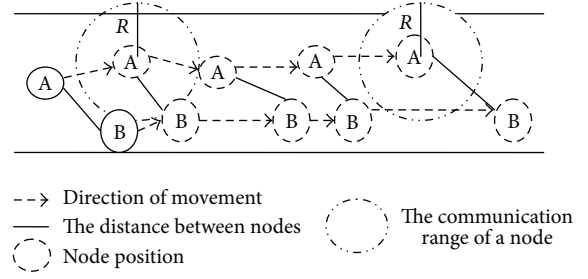 R
R
A
A
A
A
A
B
B
B
B
B
Direction of movement
The distance between nodes
Node position
The communication
range of a node